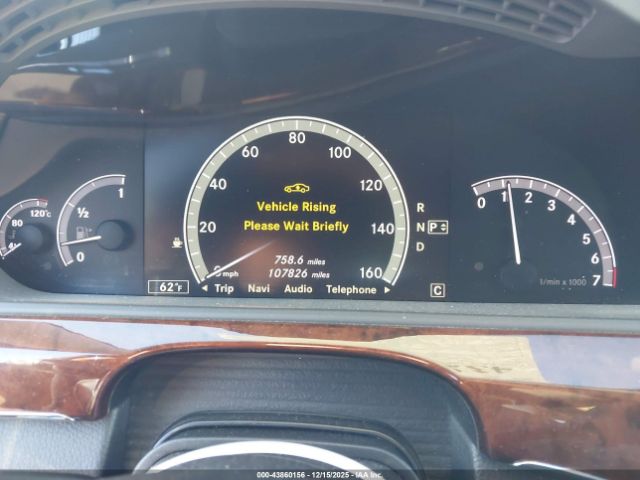 120°C
80
4
1
½
0
0 mph
20
40
60
80
100
120
140
160
Vehicle Rising
Please Wait Briefly
758.6 miles
107826 miles
62°F
Trip Navi Audio Telephone
R
N P
D
C
0
1
2
3
4
5
6
7
1/min x 1000
000-43860156 - 12/15/2025 - IAA Inc.